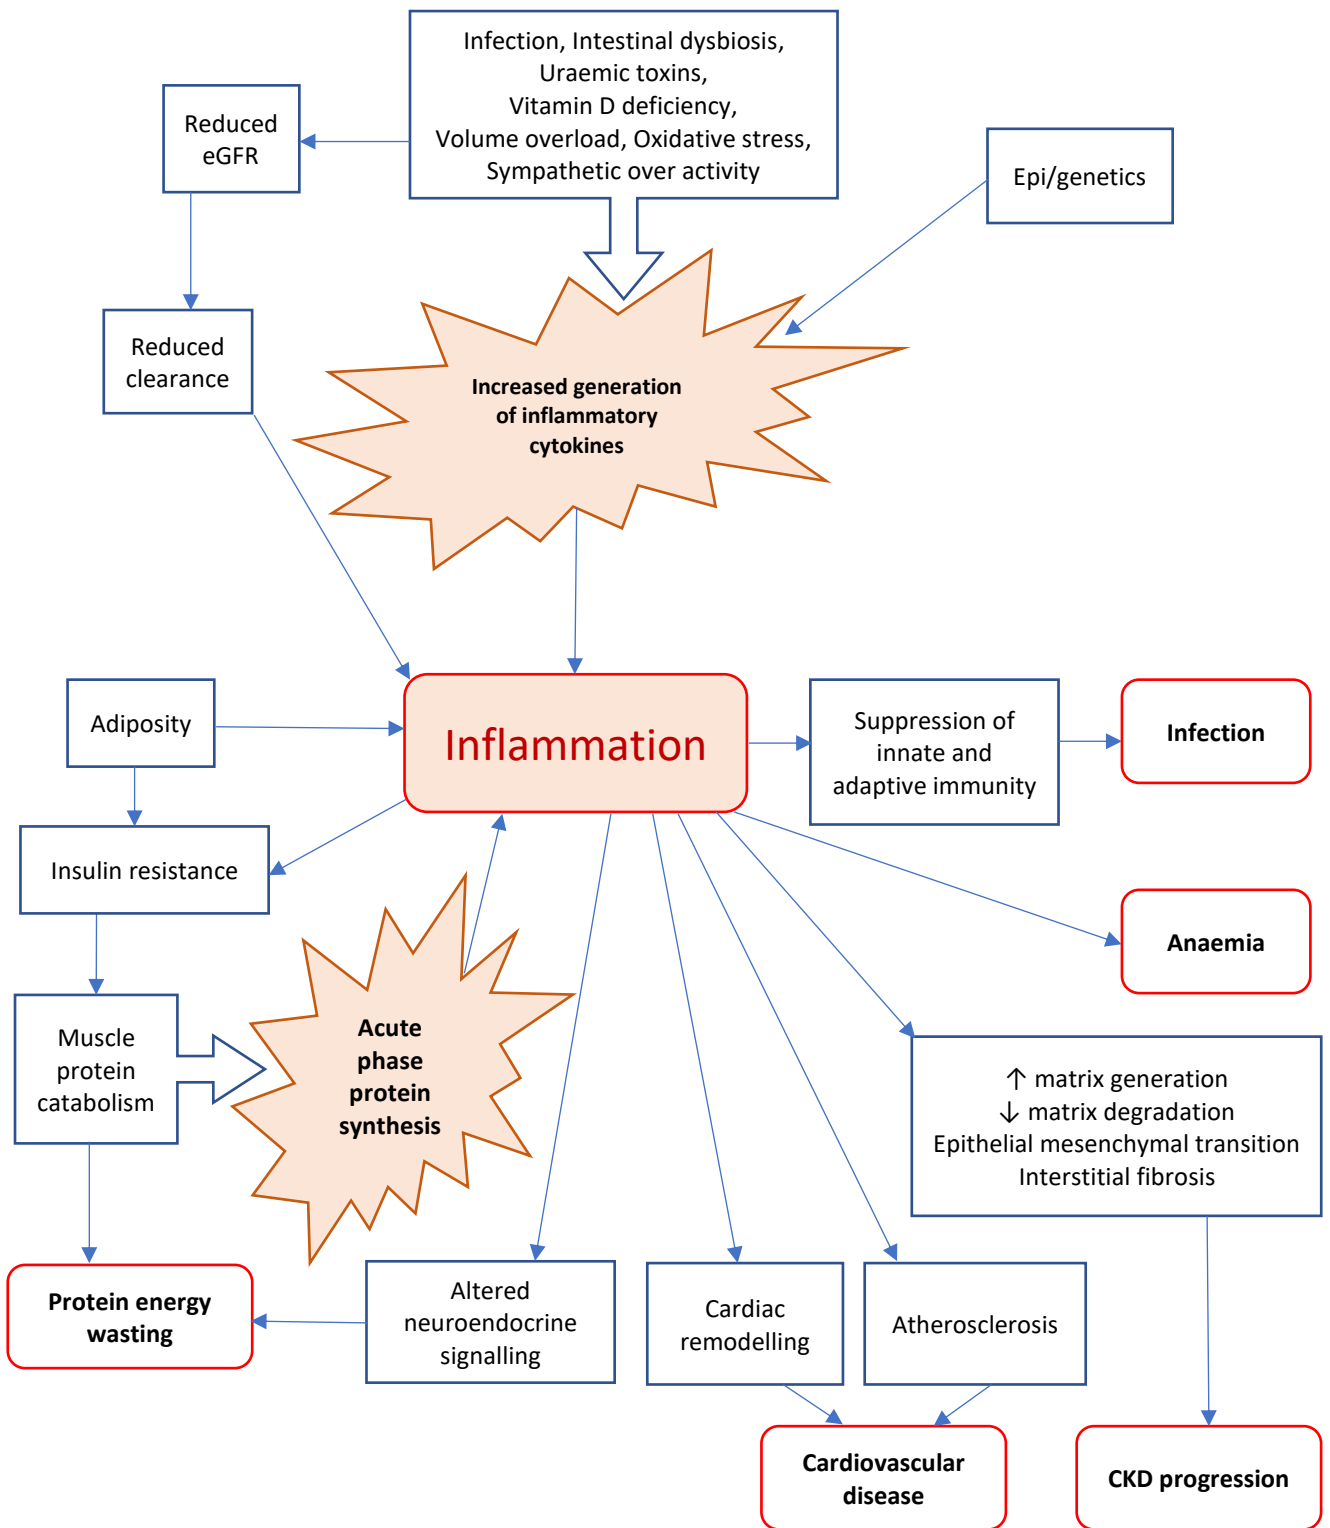 Infection, Intestinal dysbiosis,
Uraemic toxins,
Vitamin D deficiency,
Volume overload, Oxidative stress,
Sympathetic over activity
Reduced
eGFR
Epi/genetics
Reduced
clearance
Increased generation
of inflammatory
cytokines
Adiposity
Inflammation
Suppression of
innate and
adaptive immunity
Infection
Insulin resistance
Anaemia
Muscle
protein
catabolism
Acute
phase
protein
synthesis
↑ matrix generation
↓ matrix degradation
Epithelial mesenchymal transition
Interstitial fibrosis
Protein energy
wasting
Altered
neuroendocrine
signalling
Cardiac
remodelling
Atherosclerosis
Cardiovascular
disease
CKD progression